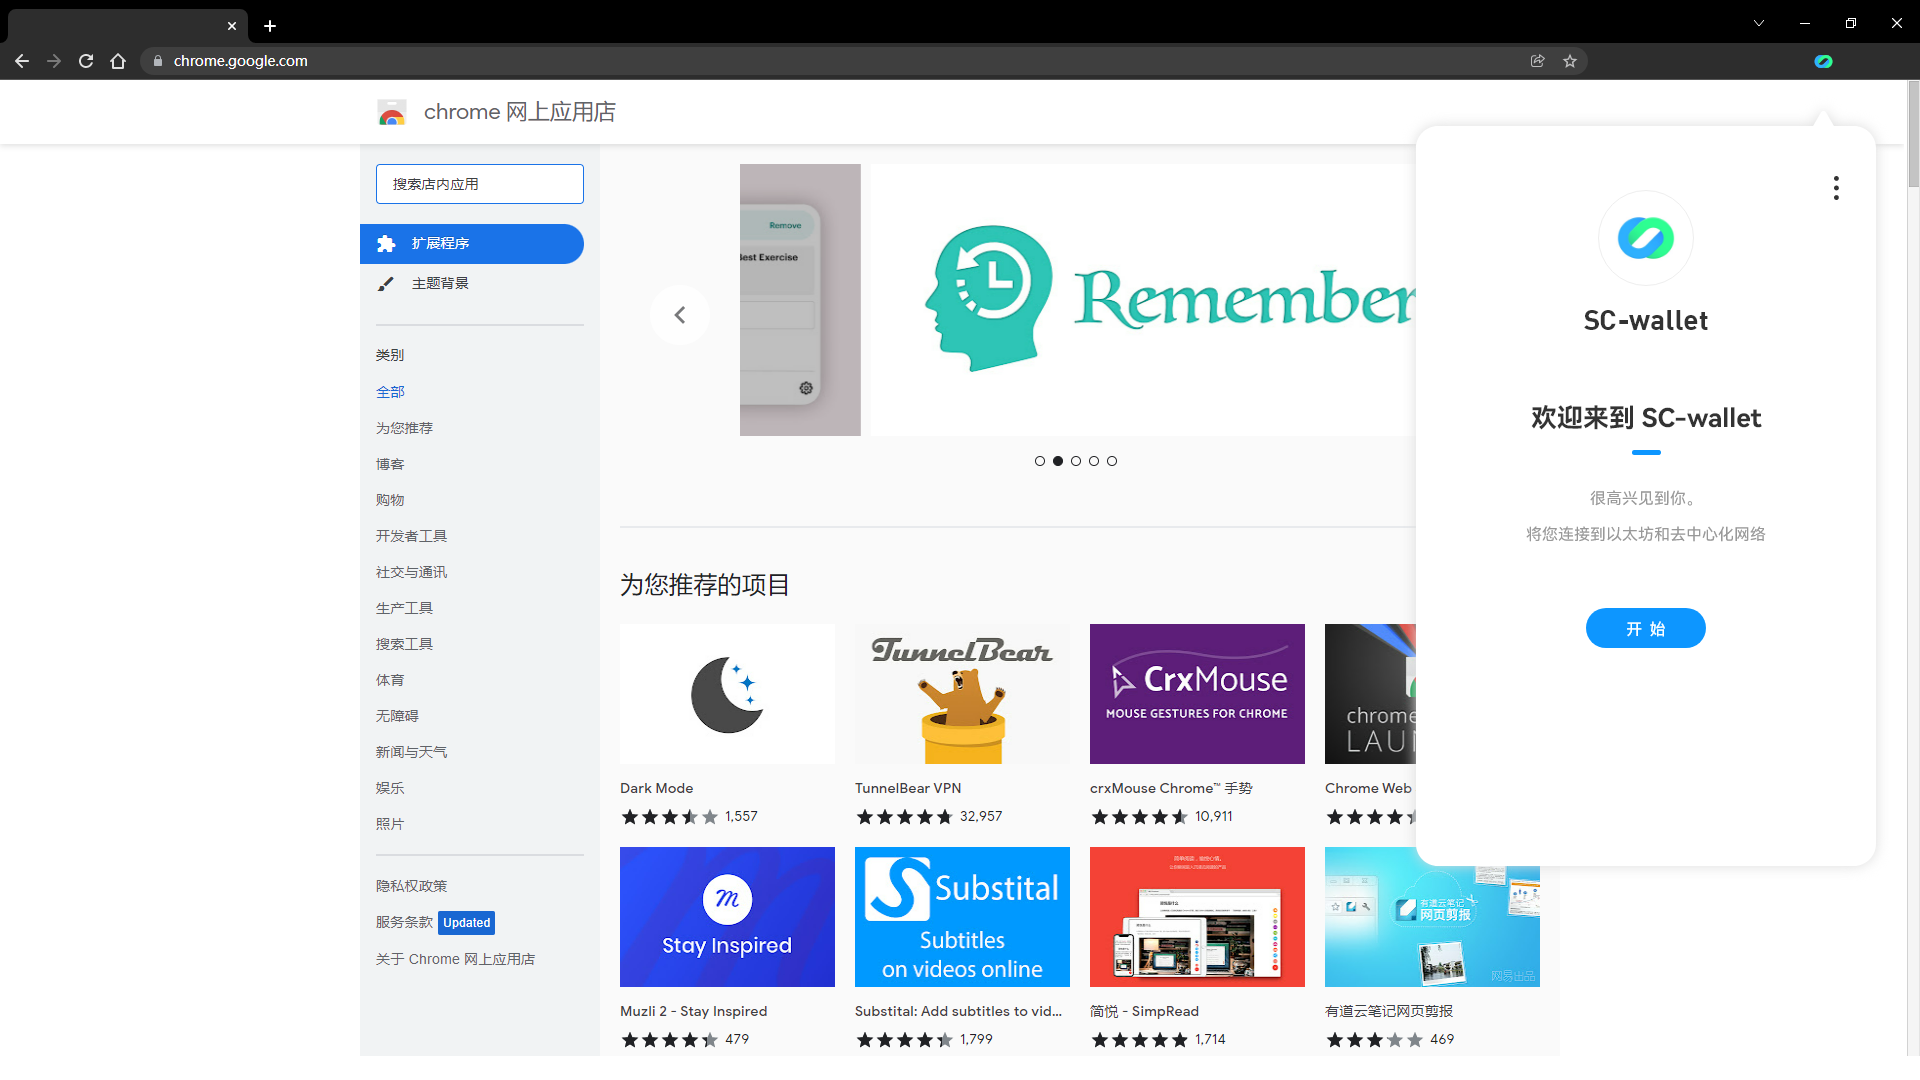 chrome.google.com
chrome 网上应用店
搜索店内应用
扩展程序
主题背景
类别
全部
为您推荐
博客
购物
开发者工具
社交与通讯
生产工具
搜索工具
体育
无障碍
新闻与天气
娱乐
照片
隐私权政策
服务条款 Updated
关于 Chrome 网上应用店
Remove
Best Exercise
Remember
为您推荐的项目
TunnelBear
CrxMouse
MOUSE GESTURES FOR CHROME
chrome
LAUN
Dark Mode
1,557
TunnelBear VPN
32,957
crxMouse Chrome™ 手势
10,911
Chrome Web
Stay Inspired
Substital
Subtitles
on videos online
有道云笔记
网页剪报
网易出品
Muzli 2 - Stay Inspired
479
Substital: Add subtitles to vid...
1,799
简悦 - SimpRead
1,714
有道云笔记网页剪报
469
SC-wallet
欢迎来到 SC-wallet
很高兴见到你。
将您连接到以太坊和去中心化网络
开 始